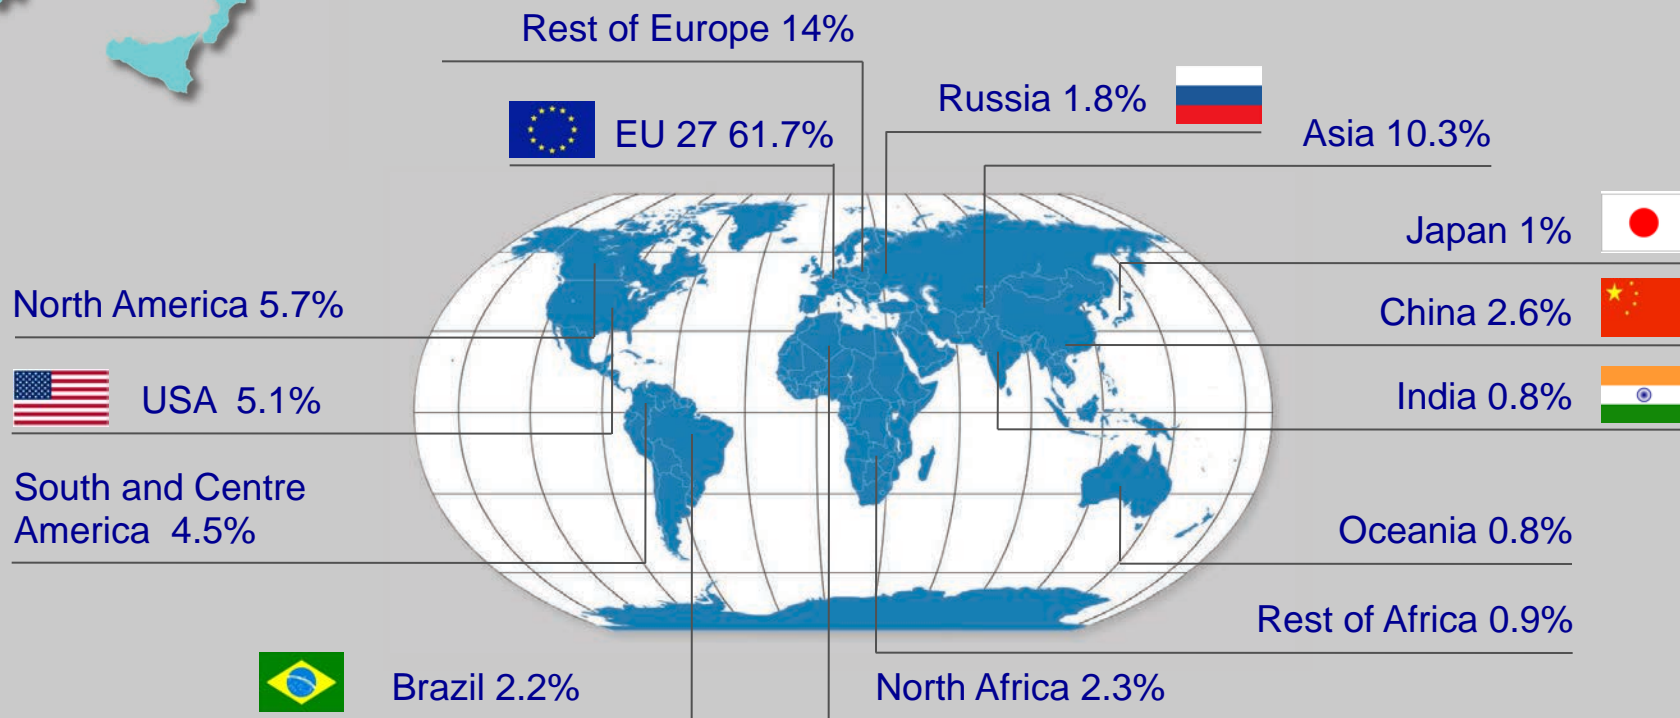 Rest of Europe 14%
Russia 1.8%
EU 27 61.7%
Asia 10.3%
Japan 1%
North America 5.7%
China 2.6%
USA 5.1%
India 0.8%
South and Centre
America 4.5%
Oceania 0.8%
Rest of Africa 0.9%
Brazil 2.2%
North Africa 2.3%